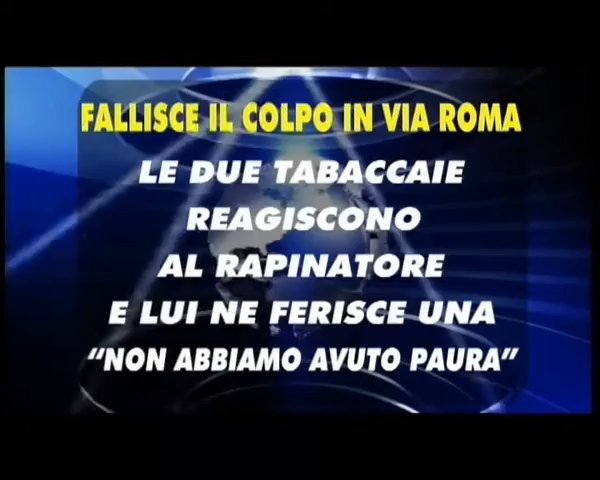 FALLISCE IL COLPO IN VIA ROMA
LE DUE TABACCAIE
REAGISCONO
AL RAPINATORE
E LUI NE FERISCE UNA
“NON ABBIAMO AVUTO PAURA”